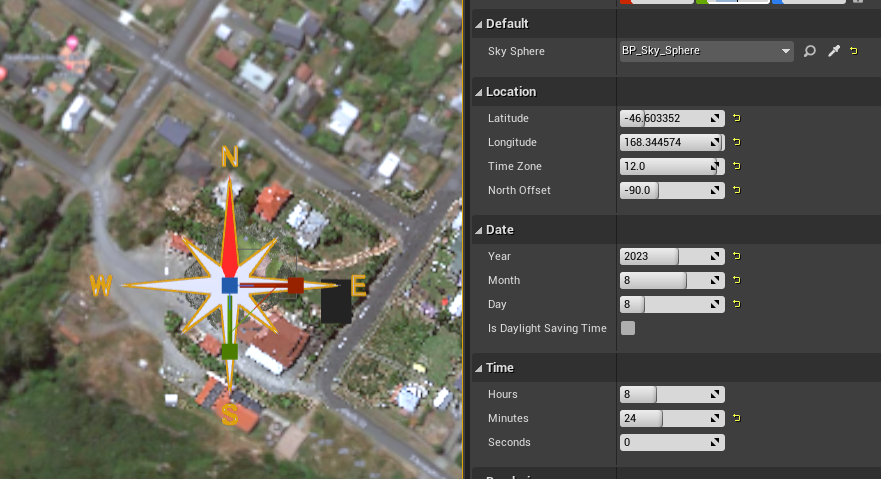 N
W
E
S
Default
Sky Sphere
BP_Sky_Sphere
Location
Latitude
-46.603352
Longitude
168.344574
Time Zone
12.0
North Offset
-90.0
Date
Year
2023
Month
8
Day
8
Is Daylight Saving Time
Time
Hours
8
Minutes
24
Seconds
0